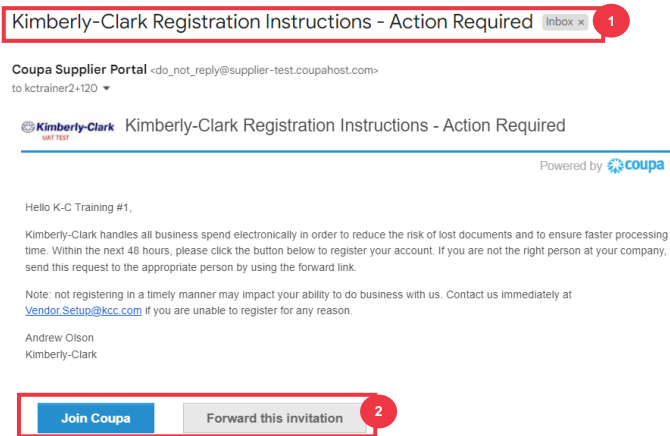 Kimberly-Clark Registration Instructions - Action Required Inbox × 1
Coupa Supplier Portal <do_not_reply@supplier-test.coupahost.com>
to kctrainer2+120
Kimberly-Clark Kimberly-Clark Registration Instructions - Action Required
UAT TEST
Powered by coupa
Hello K-C Training #1,
Kimberly-Clark handles all business spend electronically in order to reduce the risk of lost documents and to ensure faster processing
time. Within the next 48 hours, please click the button below to register your account. If you are not the right person at your company,
send this request to the appropriate person by using the forward link.
Note: not registering in a timely manner may impact your ability to do business with us. Contact us immediately at
Vendor.Setup@kcc.com if you are unable to register for any reason.
Andrew Olson
Kimberly-Clark
Join Coupa Forward this invitation 2